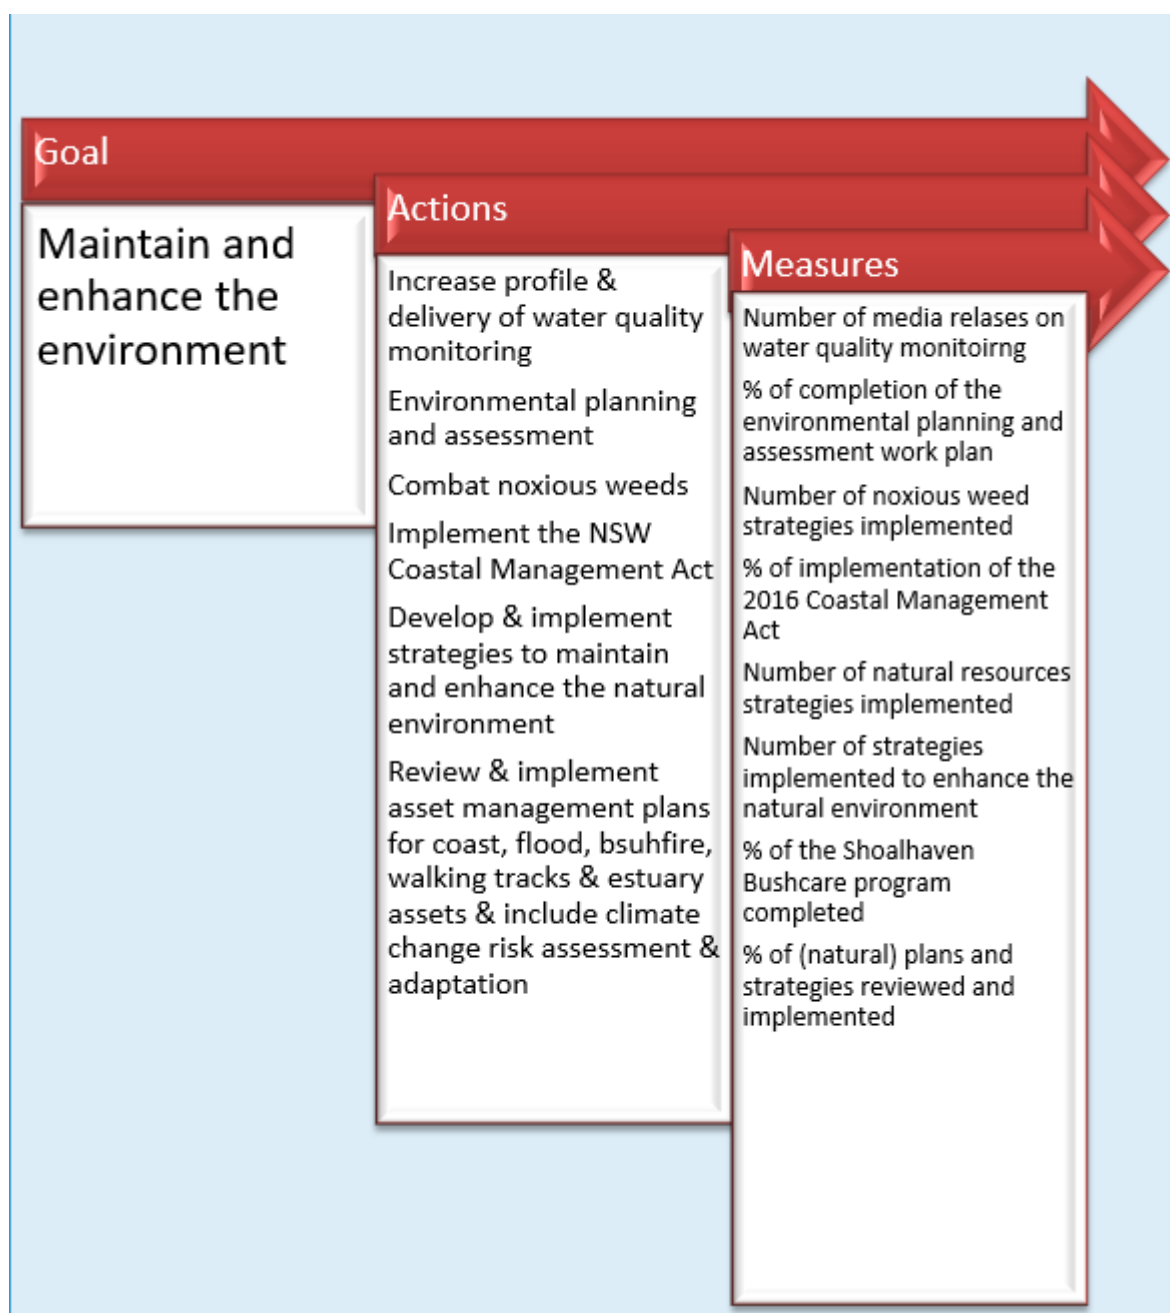 Goal
Maintain and
enhance the
environment
Actions
Increase profile &
delivery of water quality
monitoring
Environmental planning
and assessment
Combat noxious weeds
Implement the NSW
Coastal Management Act
Develop & implement
strategies to maintain
and enhance the natural
environment
Review & implement
asset management plans
for coast, flood, bsuhfire,
walking tracks & estuary
assets & include climate
change risk assessment &
adaptation
Measures
Number of media relases on
water quality monitoirng
% of completion of the
environmental planning and
assessment work plan
Number of noxious weed
strategies implemented
% of implementation of the
2016 Coastal Management
Act
Number of natural resources
strategies implemented
Number of strategies
implemented to enhance the
natural environment
% of the Shoalhaven
Bushcare program
completed
% of (natural) plans and
strategies reviewed and
implemented